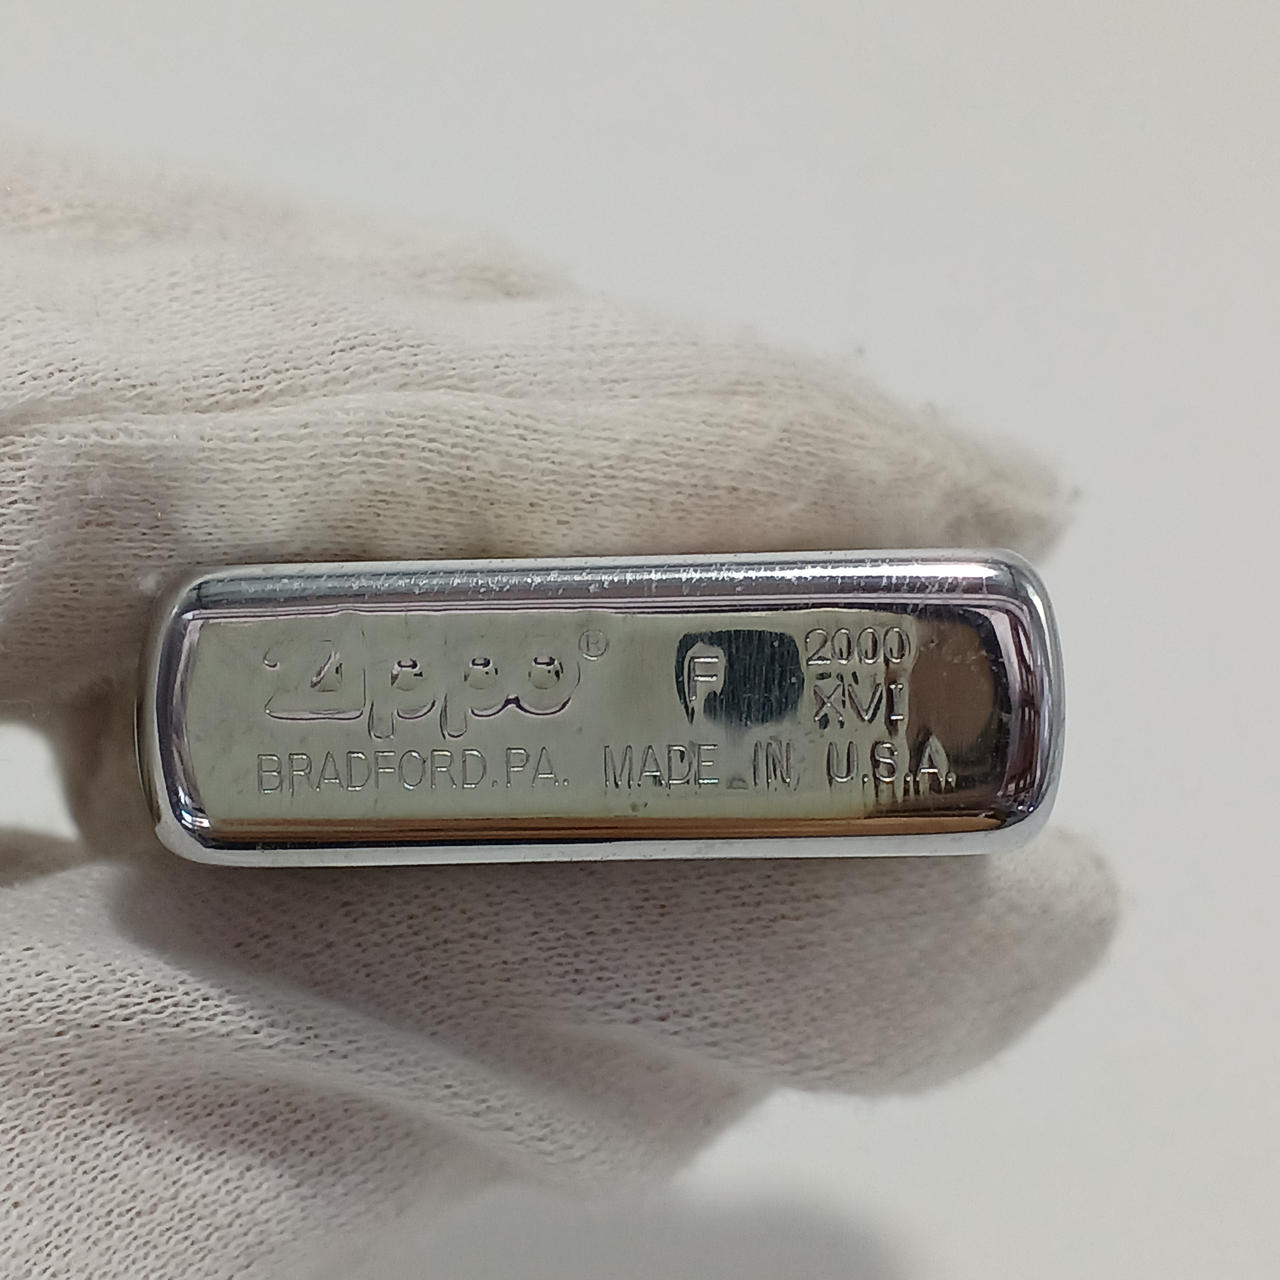 Zippo® F 2000
XVI
BRADFORD.PA. MADE IN U.S.A.